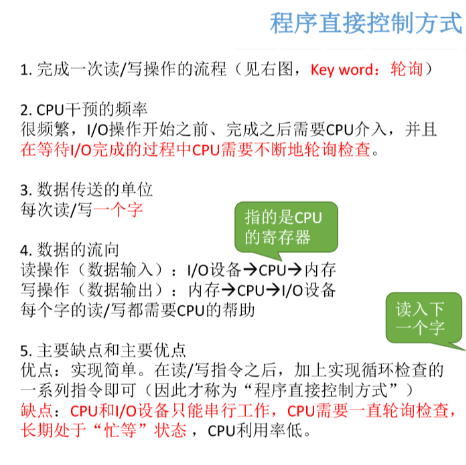 程序直接控制方式
1. 完成一次读/写操作的流程（见右图，Key word：轮询）
2. CPU干预的频率
很频繁，I/O操作开始之前、完成之后需要CPU介入，并且
在等待I/O完成的过程中CPU需要不断地轮询检查。
3. 数据传送的单位
每次读/写一个字
指的是CPU
的寄存器
4. 数据的流向
读操作（数据输入）：I/O设备→CPU→内存
写操作（数据输出）：内存→CPU→I/O设备
每个字的读/写都需要CPU的帮助
读入下
一个字
5. 主要缺点和主要优点
优点：实现简单。在读/写指令之后，加上实现循环检查的
一系列指令即可（因此才称为“程序直接控制方式”）
缺点：CPU和I/O设备只能串行工作，CPU需要一直轮询检查，
长期处于“忙等”状态，CPU利用率低。